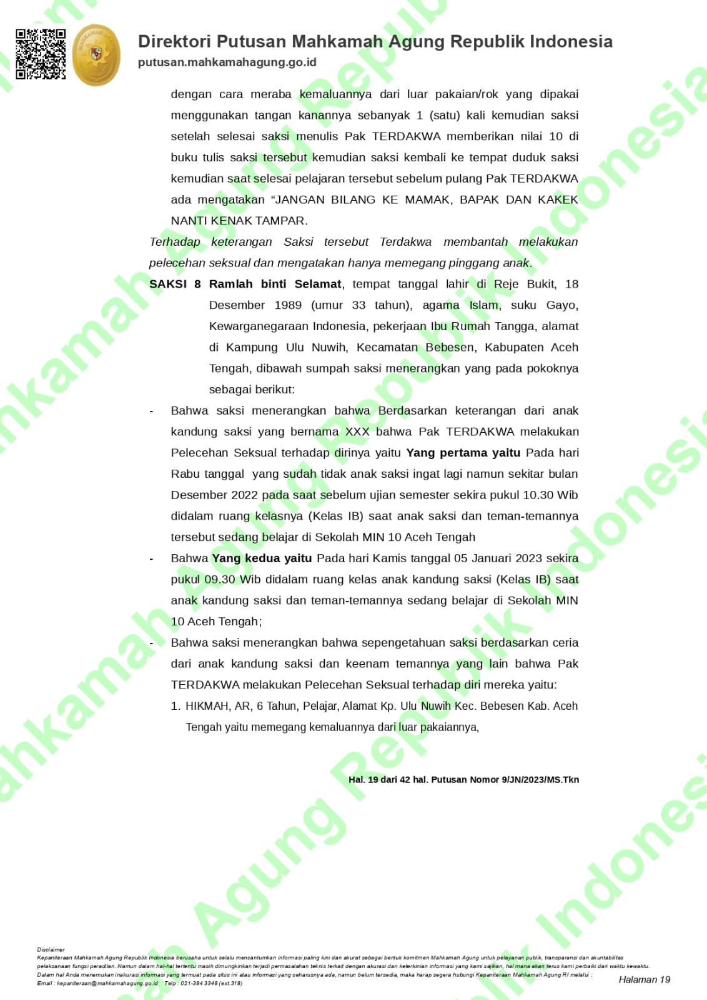 Direktori Putusan Mahkamah Agung Republik Indonesia
putusan.mahkamahagung.go.id
dengan cara meraba kemaluannya dari luar pakaian/rok yang dipakai
menggunakan tangan kanannya sebanyak 1 (satu) kali kemudian saksi
setelah selesai saksi menulis Pak TERDAKWA memberikan nilai 10 di
buku tulis saksi tersebut kemudian saksi kembali ke tempat duduk saksi
kemudian saat selesai pelajaran tersebut sebelum pulang Pak TERDAKWA
ada mengatakan “JANGAN BILANG KE MAMAK, BAPAK DAN KAKEK
NANTI KENAK TAMPAR.
Terhadap keterangan Saksi tersebut Terdakwa membantah melakukan
pelecehan seksual dan mengatakan hanya memegang pinggang anak.
SAKSI 8 Ramlah binti Selamat, tempat tanggal lahir di Reje Bukit, 18
Desember 1989 (umur 33 tahun), agama Islam, suku Gayo,
Kewarganegaraan Indonesia, pekerjaan Ibu Rumah Tangga, alamat
di Kampung Ulu Nuwih, Kecamatan Bebesen, Kabupaten Aceh
Tengah, dibawah sumpah saksi menerangkan yang pada pokoknya
sebagai berikut:
- Bahwa saksi menerangkan bahwa Berdasarkan keterangan dari anak
kandung saksi yang bernama XXX bahwa Pak TERDAKWA melakukan
Pelecehan Seksual terhadap dirinya yaitu Yang pertama yaitu Pada hari
Rabu tanggal  yang sudah tidak anak saksi ingat lagi namun sekitar bulan
Desember 2022 pada saat sebelum ujian semester sekira pukul 10.30 Wib
didalam ruang kelasnya (Kelas IB) saat anak saksi dan teman-temannya
tersebut sedang belajar di Sekolah MIN 10 Aceh Tengah
- Bahwa Yang kedua yaitu Pada hari Kamis tanggal 05 Januari 2023 sekira
pukul 09.30 Wib didalam ruang kelas anak kandung saksi (Kelas IB) saat
anak kandung saksi dan teman-temannya sedang belajar di Sekolah MIN
10 Aceh Tengah;
- Bahwa saksi menerangkan bahwa sepengetahuan saksi berdasarkan ceria
dari anak kandung saksi dan keenam temannya yang lain bahwa Pak
TERDAKWA melakukan Pelecehan Seksual terhadap diri mereka yaitu:
1. HIKMAH, AR, 6 Tahun, Pelajar, Alamat Kp. Ulu Nuwih Kec. Bebesen Kab. Aceh
Tengah yaitu memegang kemaluannya dari luar pakaiannya,
Hal. 19 dari 42 hal. Putusan Nomor 9/JN/2023/MS.Tkn
Disclaimer
Kepaniteraan Mahkamah Agung Republik Indonesia berusaha untuk selalu mencantumkan informasi paling kini dan akurat sebagai bentuk komitmen Mahkamah Agung untuk pelayanan publik, transparansi dan akuntabilitas
pelaksanaan fungsi peradilan. Namun dalam hal-hal tertentu masih dimungkinkan terjadi permasalahan teknis terkait dengan akurasi dan keterkinian informasi yang kami sajikan, hal mana akan terus kami perbaiki dari waktu kewaktu.
Dalam hal Anda menemukan inakurasi informasi yang termuat pada situs ini atau informasi yang seharusnya ada, namun belum tersedia, maka harap segera hubungi Kepaniteraan Mahkamah Agung RI melalui :
Email : kepaniteraan@mahkamahagung.go.id    Telp : 021-384 3348 (ext.318)
Halaman 19
Mahkamah Agung Republik Indonesia
Mahkamah Agung Republik Indonesia
Mahkamah Agung Republik Indonesia